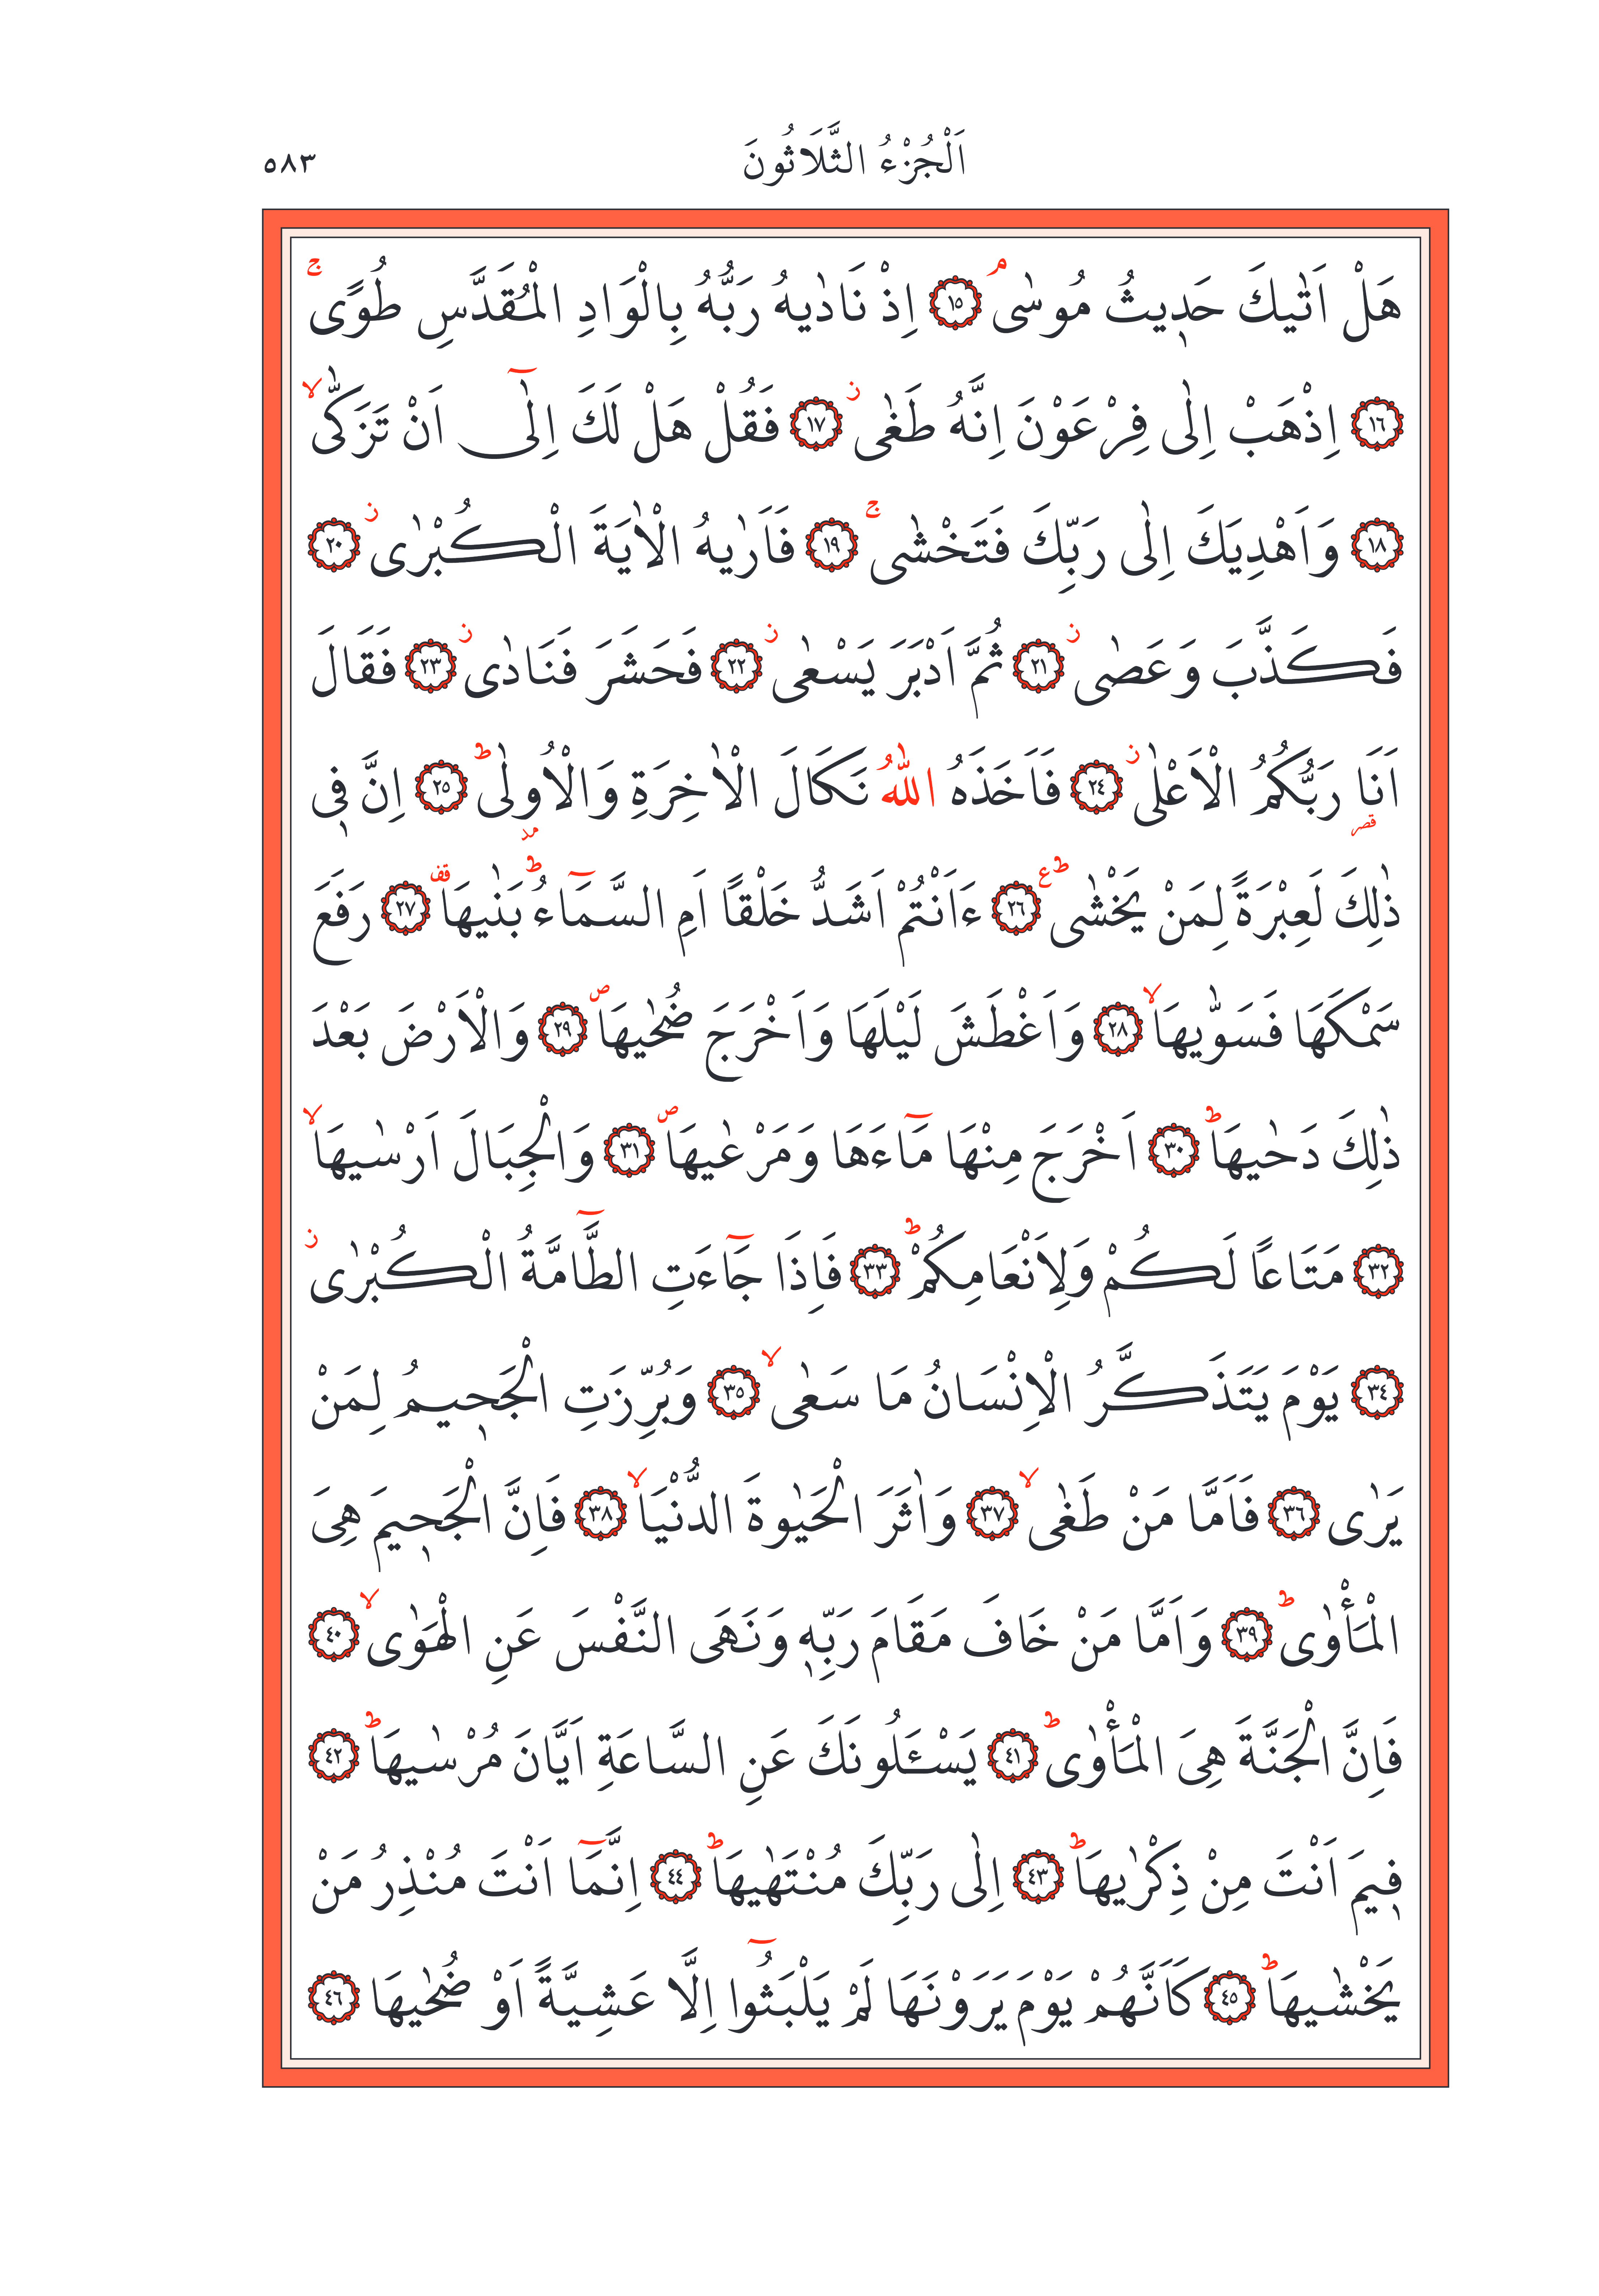 اَلْجُزْءُ الثَّلَاثُونَ ٥٨٣
هَلْ اَتٰيكَ حَد۪يثُ مُوسٰىۘ ﴿١٥﴾ اِذْ نَادٰيهُ رَبُّهُ بِالْوَادِ الْمُقَدَّسِ طُوًىۚ
﴿١٦﴾ اِذْهَبْ اِلٰى فِرْعَوْنَ اِنَّهُ طَغٰىۘ ﴿١٧﴾ فَقُلْ هَلْ لَكَ اِلٰٓى اَنْ تَزَكّٰىۙ
﴿١٨﴾ وَاَهْدِيَكَ اِلٰى رَبِّكَ فَتَخْشٰىۚ ﴿١٩﴾ فَاَرٰيهُ الْاٰيَةَ الْكُبْرٰىۘ ﴿٢٠﴾
فَكَذَّبَ وَعَصٰىۘ ﴿٢١﴾ ثُمَّ اَدْبَرَ يَسْعٰىۘ ﴿٢٢﴾ فَحَشَرَ فَنَادٰىۘ ﴿٢٣﴾ فَقَالَ
اَنَا۬ رَبُّكُمُ الْاَعْلٰىۘ ﴿٢٤﴾ فَاَخَذَهُ اللّٰهُ نَكَالَ الْاٰخِرَةِ وَالْاُو۫لٰىۜ ﴿٢٥﴾ اِنَّ ف۪ي
ذٰلِكَ لَعِبْرَةً لِمَنْ يَخْشٰىۜ ع ﴿٢٦﴾ ءَاَنْتُمْ اَشَدُّ خَلْقًا اَمِ السَّمَٓاءُۜ بَنٰيهَا۠ ﴿٢٧﴾ رَفَعَ
سَمْكَهَا فَسَوّٰيهَاۙ ﴿٢٨﴾ وَاَغْطَشَ لَيْلَهَا وَاَخْرَجَ ضُحٰيهَاۖ ﴿٢٩﴾ وَالْاَرْضَ بَعْدَ
ذٰلِكَ دَحٰيهَاۜ ﴿٣٠﴾ اَخْرَجَ مِنْهَا مَٓاءَهَا وَمَرْعٰيهَاۖ ﴿٣١﴾ وَالْجِبَالَ اَرْسٰيهَاۙ
﴿٣٢﴾ مَتَاعًا لَكُمْ وَلِاَنْعَامِكُمْۜ ﴿٣٣﴾ فَاِذَا جَٓاءَتِ الطَّٓامَّةُ الْكُبْرٰىۘ
﴿٣٤﴾ يَوْمَ يَتَذَكَّرُ الْاِنْسَانُ مَا سَعٰىۙ ﴿٣٥﴾ وَبُرِّزَتِ الْجَح۪يمُ لِمَنْ
يَرٰى ﴿٣٦﴾ فَاَمَّا مَنْ طَغٰىۙ ﴿٣٧﴾ وَاٰثَرَ الْحَيٰوةَ الدُّنْيَاۙ ﴿٣٨﴾ فَاِنَّ الْجَح۪يمَ هِيَ
الْمَأْوٰىۜ ﴿٣٩﴾ وَاَمَّا مَنْ خَافَ مَقَامَ رَبِّه۪ وَنَهَى النَّفْسَ عَنِ الْهَوٰىۙ ﴿٤٠﴾
فَاِنَّ الْجَنَّةَ هِيَ الْمَأْوٰىۜ ﴿٤١﴾ يَسْـَٔلُونَكَ عَنِ السَّاعَةِ اَيَّانَ مُرْسٰيهَاۜ ﴿٤٢﴾
ف۪يمَ اَنْتَ مِنْ ذِكْرٰيهَاۜ ﴿٤٣﴾ اِلٰى رَبِّكَ مُنْتَهٰيهَاۜ ﴿٤٤﴾ اِنَّمَٓا اَنْتَ مُنْذِرُ مَنْ
يَخْشٰيهَاۜ ﴿٤٥﴾ كَاَنَّهُمْ يَوْمَ يَرَوْنَهَا لَمْ يَلْبَثُٓوا اِلَّا عَشِيَّةً اَوْ ضُحٰيهَا ﴿٤٦﴾